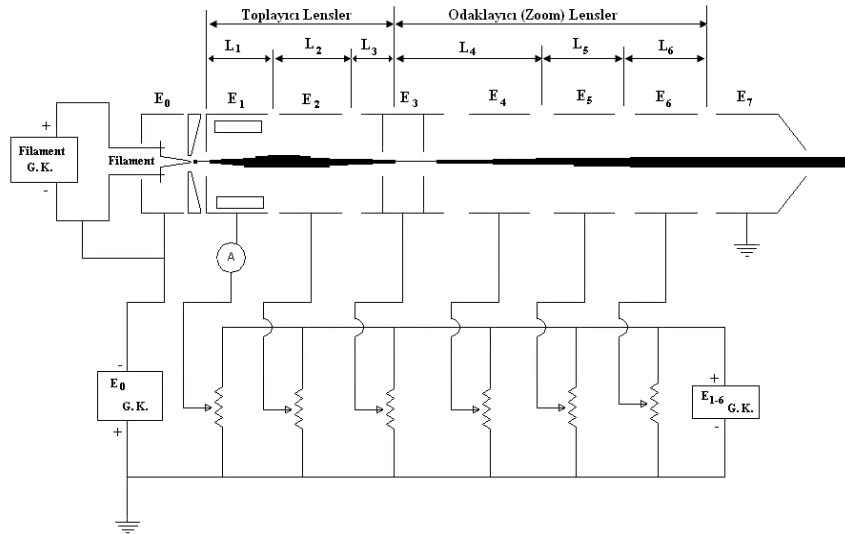 Toplayıcı Lensler
Odaklayıcı (Zoom) Lensler
L1
L2
L3
L4
L5
L6
E0
E1
E2
E3
E4
E5
E6
E7
+
Filament
G. K.
-
Filament
A
-
E0
G. K.
+
+
E1-6
G. K.
-